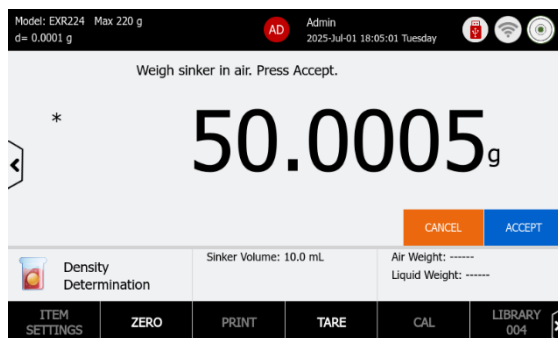 Model: EXR224 Max 220 g
d= 0.0001 g
AD
Admin
2025-Jul-01 18:05:01 Tuesday
Weigh sinker in air. Press Accept.
*
50.0005 g
CANCEL
ACCEPT
Density
Determination
Sinker Volume: 10.0 mL
Air Weight: ------
Liquid Weight: ------
ITEM
SETTINGS
ZERO
PRINT
TARE
CAL
LIBRARY
004